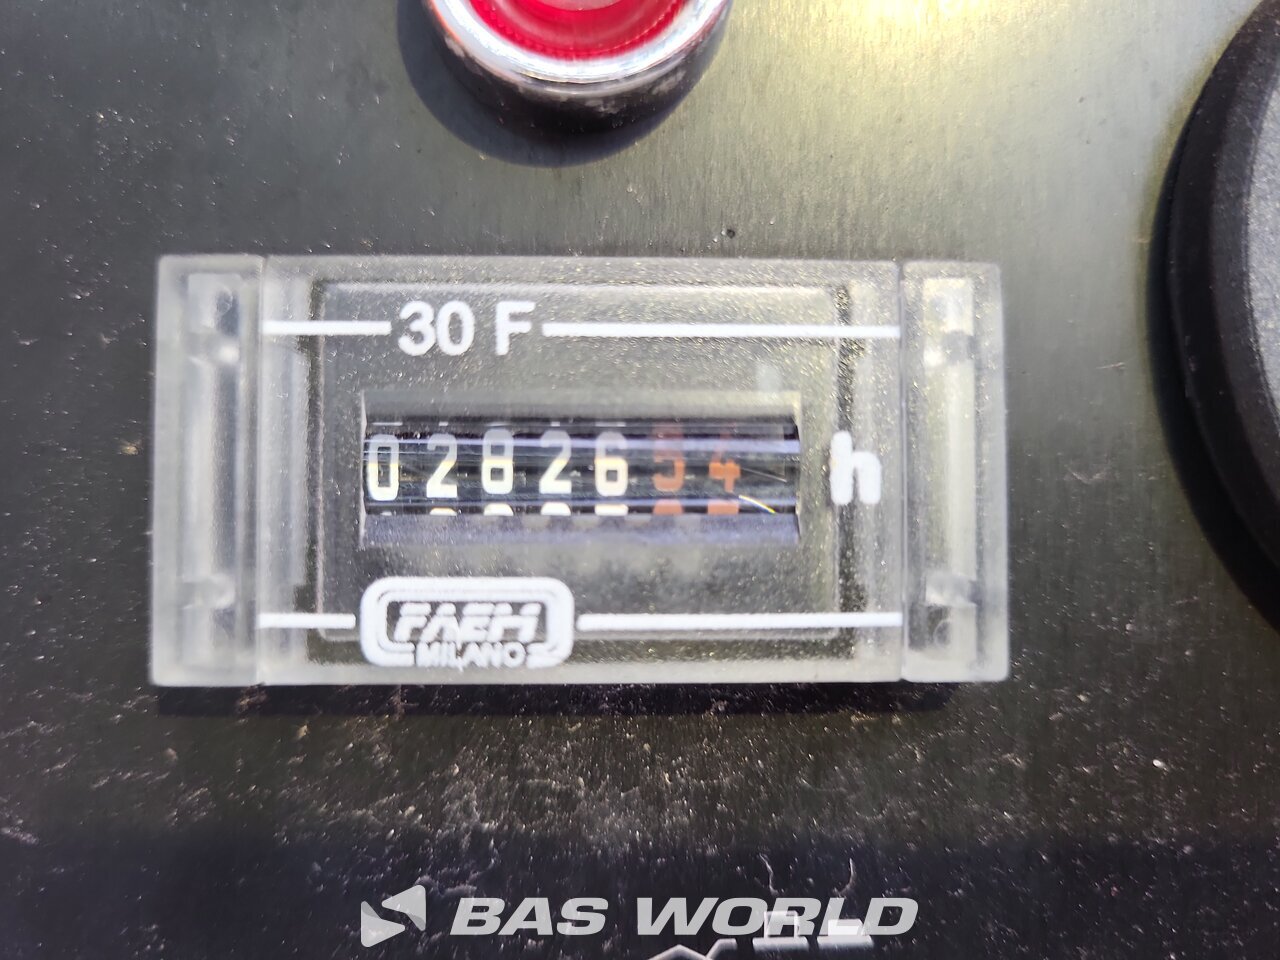 30 F
0282654 h
FAEM
MILANO
BAS WORLD